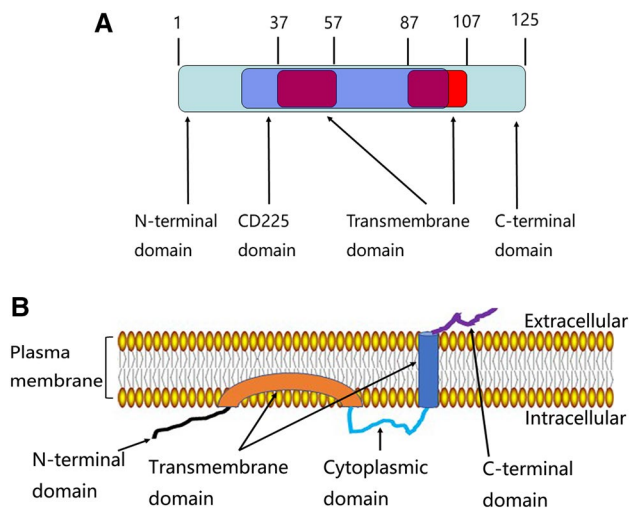 A
1 37 57 87 107 125
N-terminal CD225 Transmembrane C-terminal
domain domain domain domain
B
Extracellular
Plasma
membrane
Intracellular
N-terminal Transmembrane Cytoplasmic C-terminal
domain domain domain domain